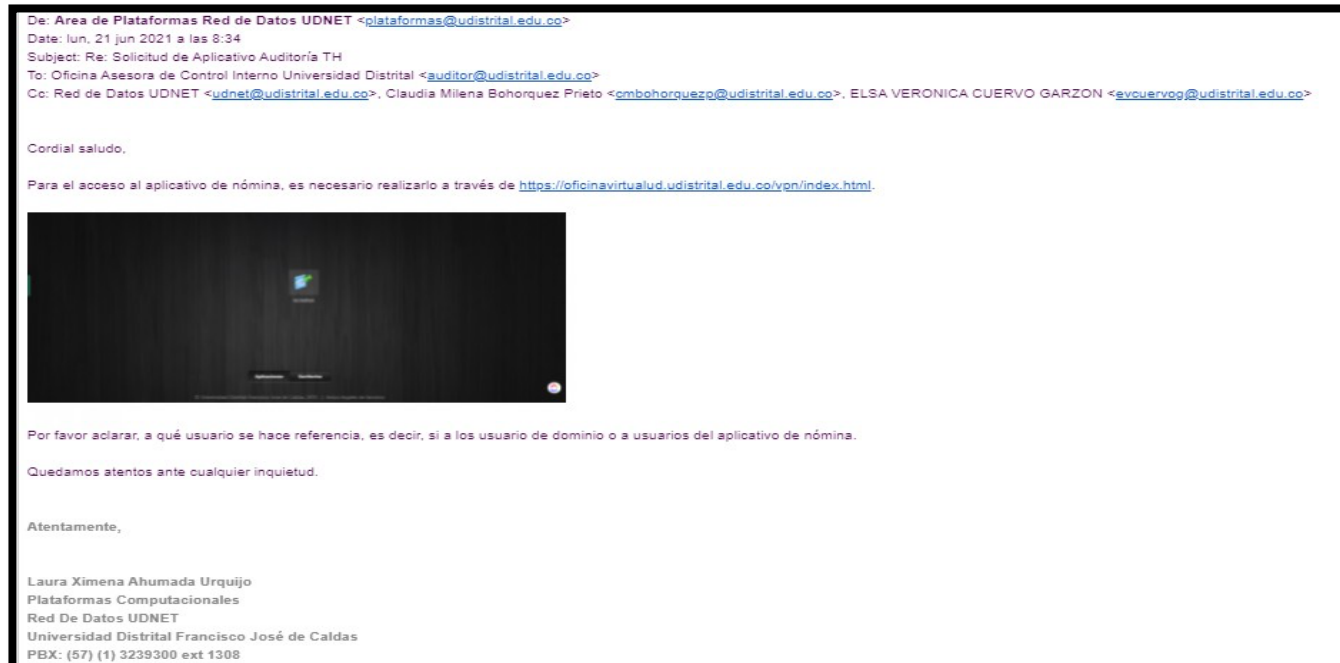 De: Area de Plataformas Red de Datos UDNET <plataformas@udistrital.edu.co>
Date: lun, 21 jun 2021 a las 8:34
Subject: Re: Solicitud de Aplicativo Auditoría TH
To: Oficina Asesora de Control Interno Universidad Distrital <auditor@udistrital.edu.co>
Cc: Red de Datos UDNET <udnet@udistrital.edu.co>, Claudia Milena Bohorquez Prieto <cmbohorquezp@udistrital.edu.co>, ELSA VERONICA CUERVO GARZON <evcuervog@udistrital.edu.co>
Cordial saludo,
Para el acceso al aplicativo de nómina, es necesario realizarlo a través de https://oficinavirtualud.udistrital.edu.co/vpn/index.html.
Por favor aclarar, a qué usuario se hace referencia, es decir, si a los usuario de dominio o a usuarios del aplicativo de nómina.
Quedamos atentos ante cualquier inquietud.
Atentamente,
Laura Ximena Ahumada Urquijo
Plataformas Computacionales
Red De Datos UDNET
Universidad Distrital Francisco José de Caldas
PBX: (57) (1) 3239300 ext 1308